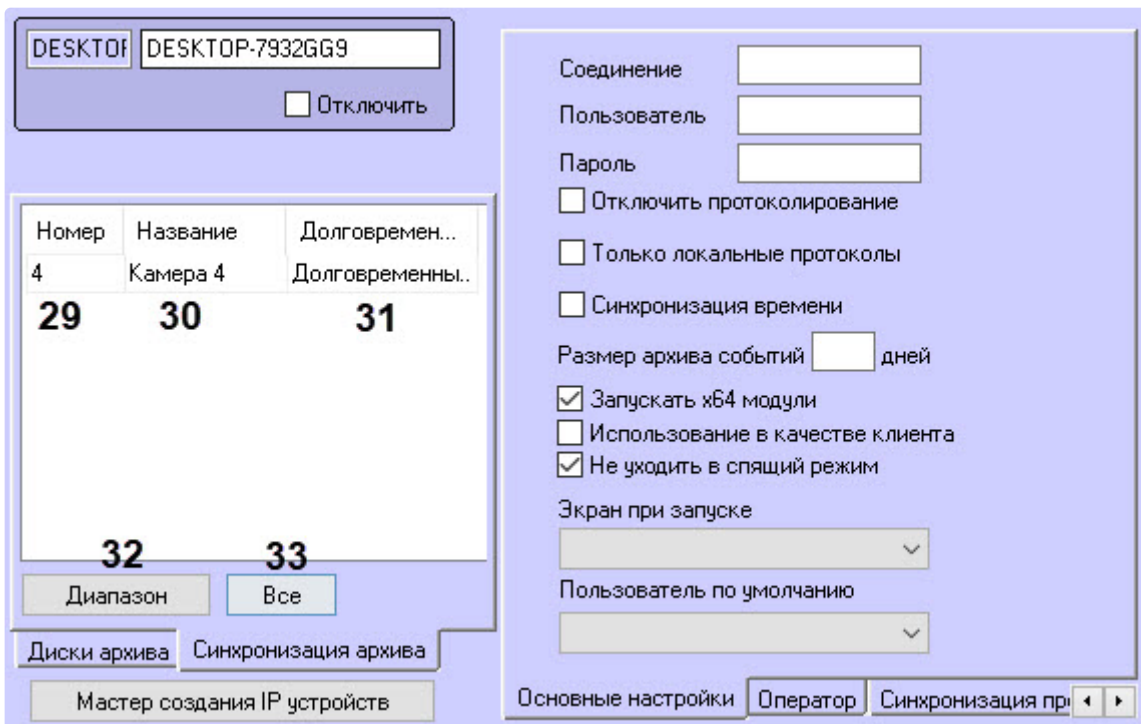 DESKTOP DESKTOP-7932GG9
Отключить
Номер Название Долговремен...
4 Камера 4 Долговременны..
29 30 31
32 33
Диапазон Все
Диски архива Синхронизация архива
Мастер создания IP устройств
Соединение
Пользователь
Пароль
Отключить протоколирование
Только локальные протоколы
Синхронизация времени
Размер архива событий дней
Запускать x64 модули
Использование в качестве клиента
Не уходить в спящий режим
Экран при запуске
Пользователь по умолчанию
Основные настройки Оператор Синхронизация про